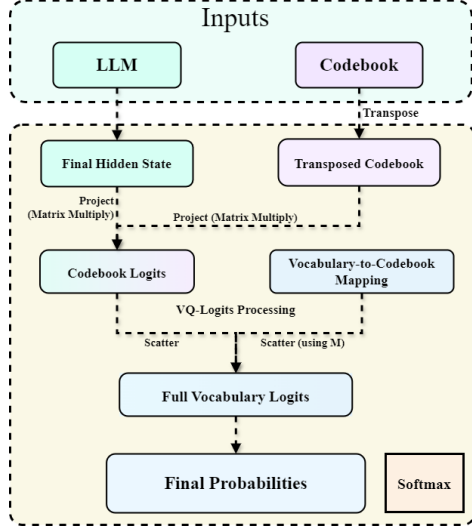 Inputs
LLM
Codebook
Transpose
Final Hidden State
Transposed Codebook
Project
(Matrix Multiply)
Project (Matrix Multiply)
Codebook Logits
Vocabulary-to-Codebook
Mapping
VQ-Logits Processing
Scatter
Scatter (using M)
Full Vocabulary Logits
Final Probabilities
Softmax